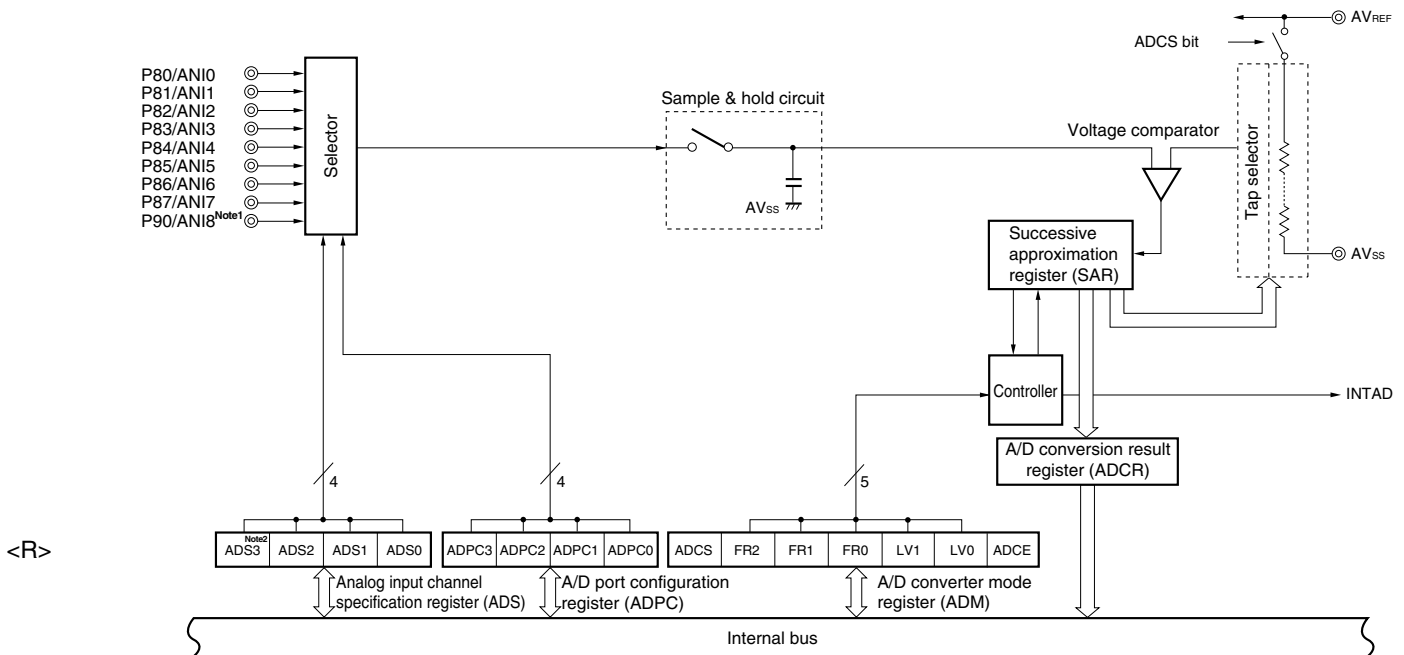 AVREF
ADCS bit
P80/ANI0
P81/ANI1
P82/ANI2
P83/ANI3
P84/ANI4
P85/ANI5
P86/ANI6
P87/ANI7
P90/ANI8Note1
Selector
Sample & hold circuit
AVSS
Voltage comparator
Tap selector
AVSS
Successive
approximation
register (SAR)
Controller
INTAD
A/D conversion result
register (ADCR)
4
4
5
<R>
ADS3Note2 ADS2 ADS1 ADS0
ADPC3 ADPC2 ADPC1 ADPC0
ADCS FR2 FR1 FR0 LV1 LV0 ADCE
Analog input channel
specification register (ADS)
A/D port configuration
register (ADPC)
A/D converter mode
register (ADM)
Internal bus